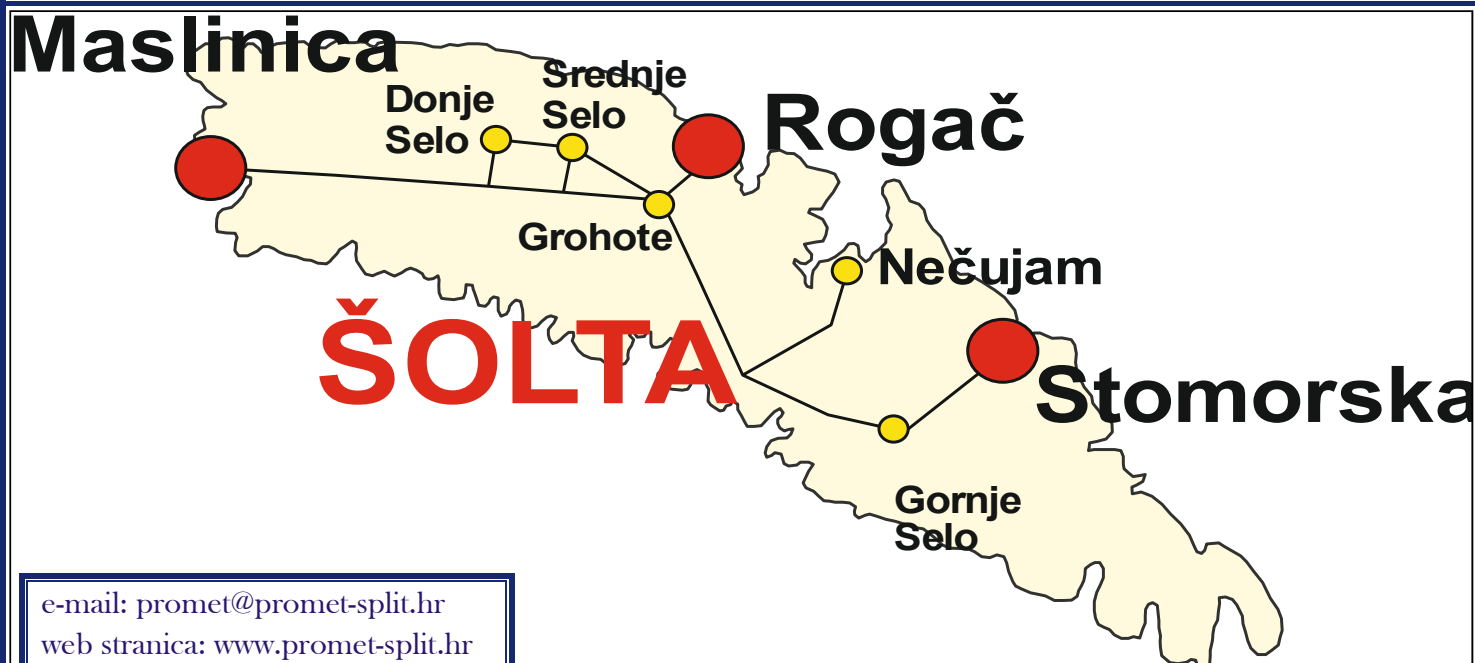 Maslinica
Donje
Selo
Srednje
Selo
Rogač
Grohote
Nečujam
ŠOLTA
Stomorska
Gornje
Selo
e-mail: promet@promet-split.hr
web stranica: www.promet-split.hr